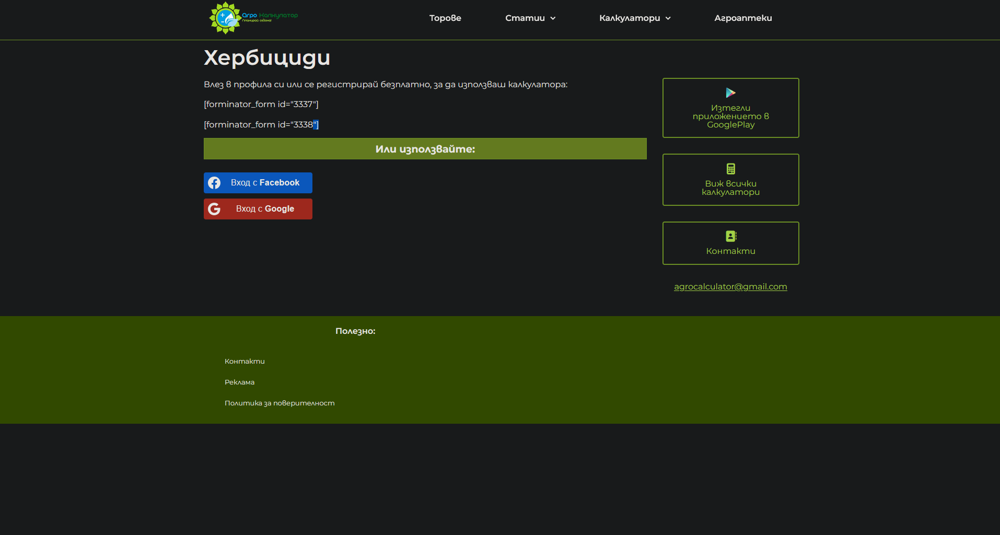 Агро Калкулатор
Планирай сезона!
Торове
Статии
Калкулатори
Агроаптеки
Хербициди
Влез в профила си или се регистрирай безплатно, за да използваш калкулатора:
[forminator_form id="3337"]
[forminator_form id="3338"]
Или използвайте:
Вход с Facebook
Вход с Google
Изтегли
приложението в
GooglePlay
Виж всички
калкулатори
Контакти
agrocalculator@gmail.com
Полезно:
Контакти
Реклама
Политика за поверителност